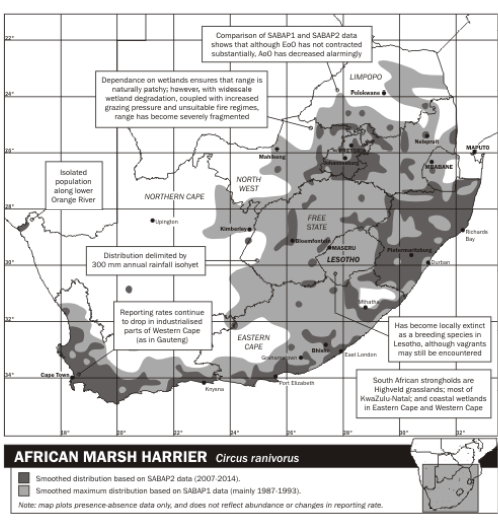 Comparison of SABAP1 and SABAP2 data
shows that although EoO has not contracted
substantially, AoO has decreased alarmingly
22°
LIMPOPO
Dependance on wetlands ensures that range is
naturally patchy; however, with widescale
wetland degradation, coupled with increased
grazing pressure and unsuitable fire regimes,
range has become severely fragmented
Polokwane
24°
Nelspruit
MAPUTO
PRETORIA
Mafikeng
26°
MBABANE
Isolated
population
along lower
Orange River
NORTH
WEST
NORTHERN CAPE
28°
Upington
Kimberley
FREE
STATE
Richards
Bay
Bloemfontein
MASERU
LESOTHO
Pietermaritzburg
Durban
Distribution delimited by
300 mm annual rainfall isohyet
30°
Mthatha
Reporting rates continue
to drop in industrialised
parts of Western Cape
(as in Gauteng)
32°
EASTERN
CAPE
Has become locally extinct
as a breeding species in
Lesotho, although vagrants
may still be encountered
Bhisho
East London
Grahamstown
34°
Cape Town
Port Elizabeth
Knysna
South African strongholds are
Highveld grasslands; most of
KwaZulu-Natal; and coastal wetlands
in Eastern Cape and Western Cape
18° 20° 22° 24° 26° 28° 30° 32°
AFRICAN MARSH HARRIER Circus ranivorus
Smoothed distribution based on SABAP2 data (2007-2014).
Smoothed maximum distribution based on SABAP1 data (mainly 1987-1993).
Note: map plots presence-absence data only, and does not reflect abundance or changes in reporting rate.